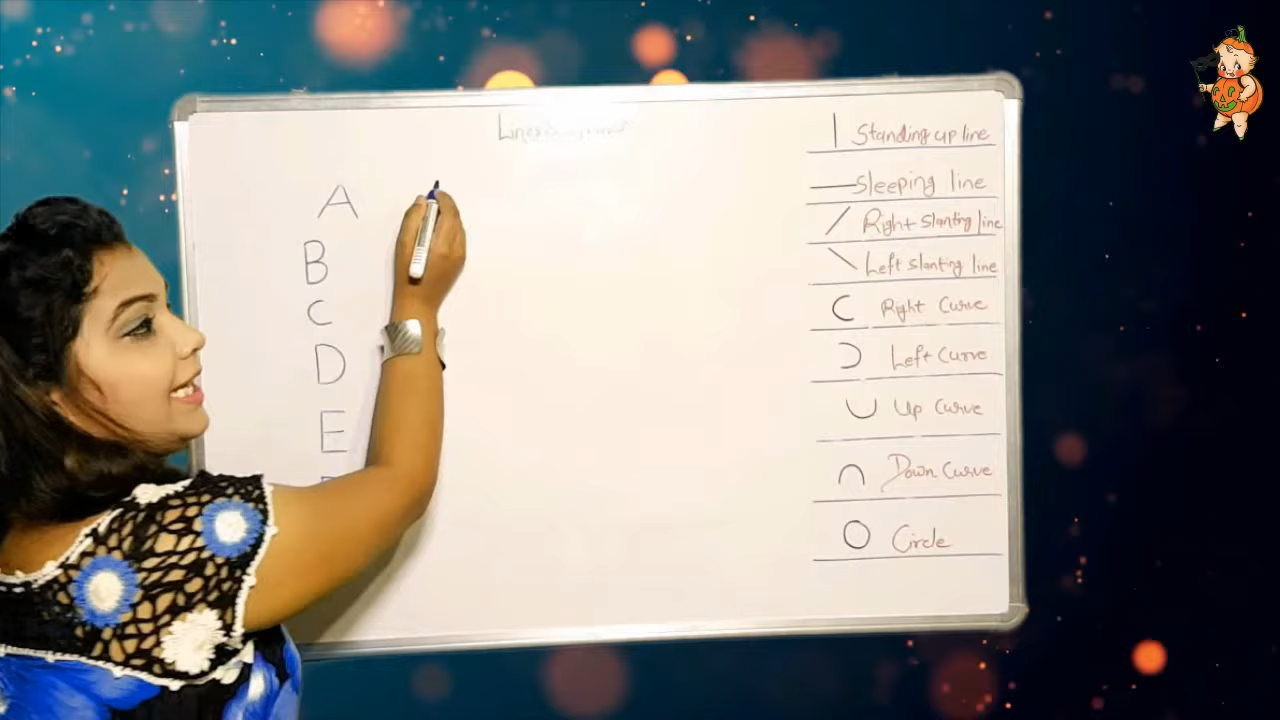 Lines
A
B
C
D
E
Standing up line
Sleeping line
Right slanting line
Left slanting line
Right Curve
Left Curve
Up Curve
Down Curve
Circle